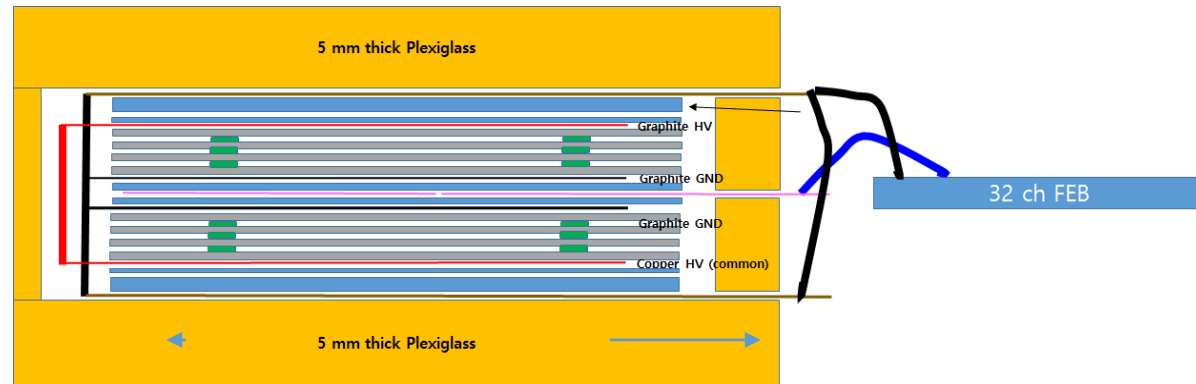 5 mm thick Plexiglass
Graphite HV
Graphite GND
32 ch FEB
Graphite GND
Copper HV (common)
5 mm thick Plexiglass